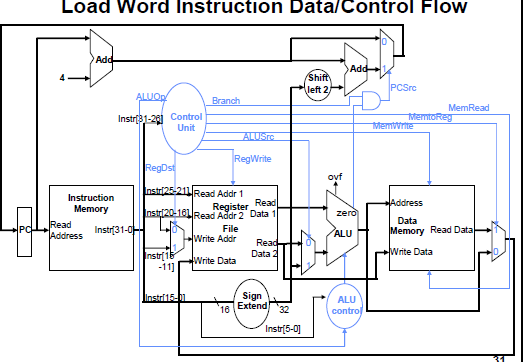 Load Word Instruction Data/Control Flow
Add
4
Add
Shift
left 2
0
1
PCSrc
ALUOp
Branch
MemRead
MemtoReg
MemWrite
Instr[31-26]
Control
Unit
ALUSrc
RegWrite
RegDst
ovf
Instruction
Memory
PC
Read
Address
Instr[31-0]
Instr[25-21]
Read Addr 1
Register
Read
Data 1
Instr[20-16]
Read Addr 2
File
0
1
Write Addr
Read
Data 2
Instr[15
-11]
Write Data
0
1
zero
ALU
Address
Data
Memory
Read Data
Write Data
1
0
Instr[15-0]
Sign
Extend
16
32
ALU
control
Instr[5-0]
31